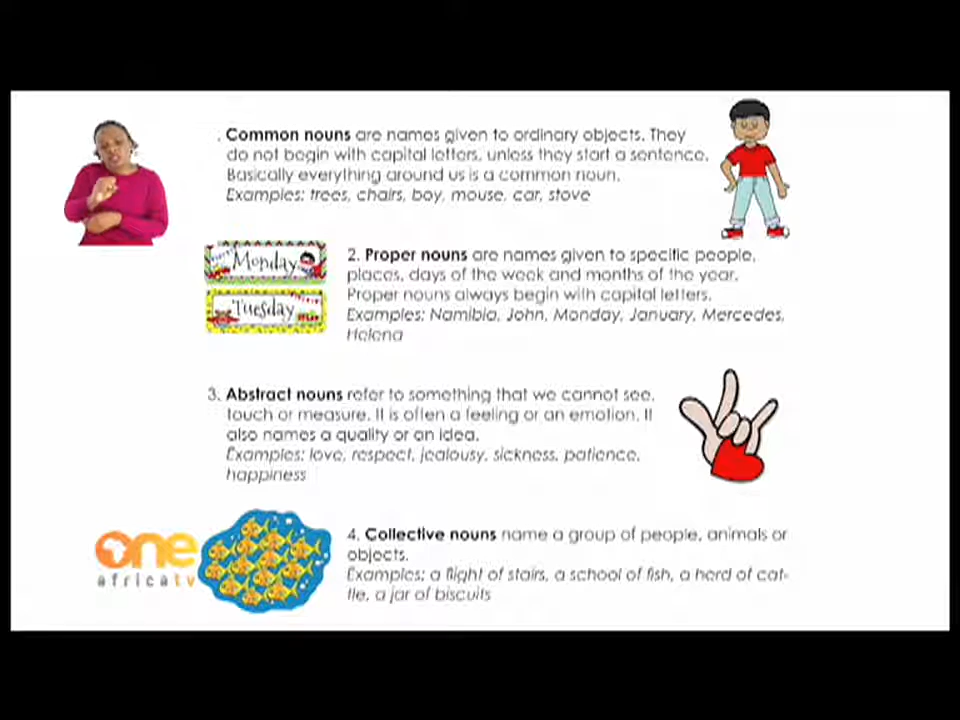 . Common nouns are names given to ordinary objects. They
do not begin with capital letters, unless they start a sentence.
Basically everything around us is a common noun.
Examples: trees, chairs, boy, mouse, car, stove
Monday
Tuesday
2. Proper nouns are names given to specific people,
places, days of the week and months of the year.
Proper nouns always begin with capital letters.
Examples: Namibia, John, Monday, January, Mercedes,
Helena
3. Abstract nouns refer to something that we cannot see,
touch or measure. It is often a feeling or an emotion. It
also names a quality or an idea.
Examples: love, respect, jealousy, sickness, patience,
happiness
4. Collective nouns name a group of people, animals or
objects.
Examples: a flight of stairs, a school of fish, a herd of cat-
tle, a jar of biscuits
one
africa tv